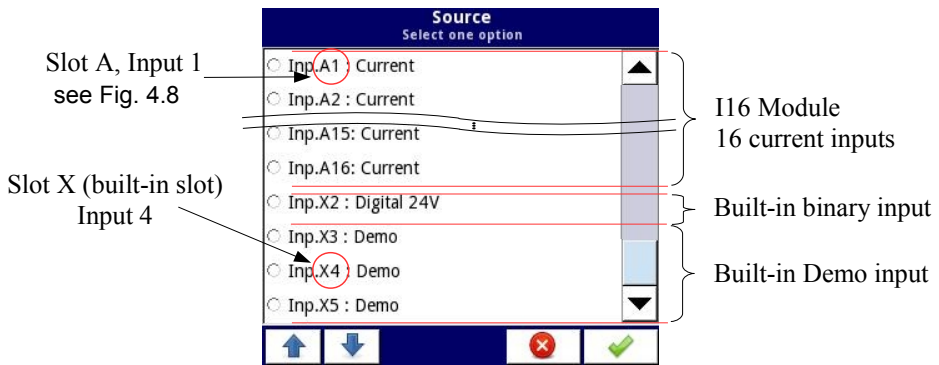 Source
Select one option
Slot A, Input 1
see Fig. 4.8
Inp.A1 : Current
Inp.A2 : Current
Inp.A15: Current
Inp.A16: Current
I16 Module
16 current inputs
Slot X (built-in slot)
Input 4
Inp.X2 : Digital 24V
Built-in binary input
Inp.X3 : Demo
Inp.X4 : Demo
Inp.X5 : Demo
Built-in Demo input